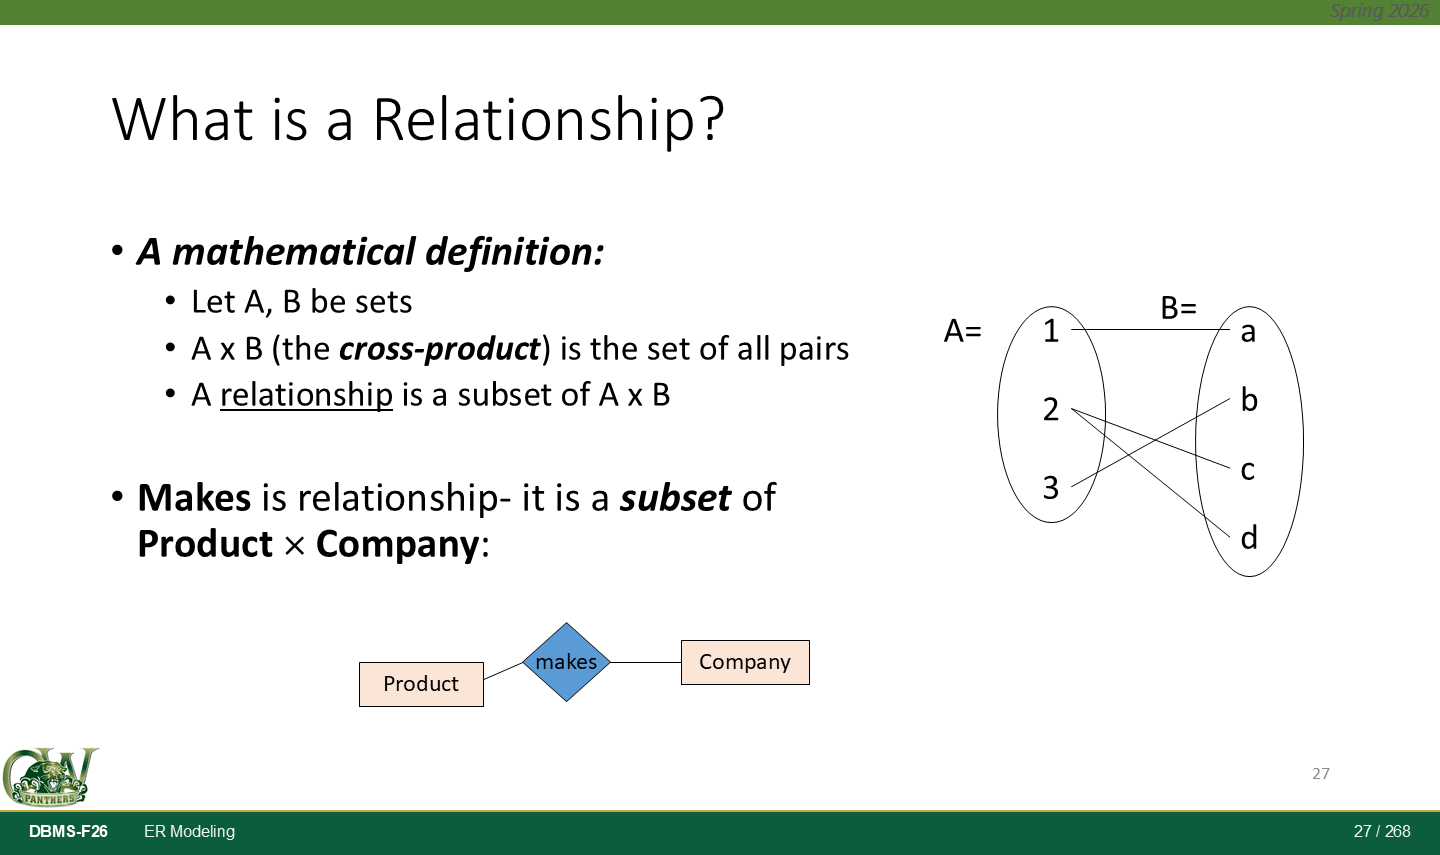 Spring 2026
What is a Relationship?
• A mathematical definition:
• Let A, B be sets
• A x B (the cross-product) is the set of all pairs
• A relationship is a subset of A x B
• Makes is relationship- it is a subset of
Product × Company:
A=
B=
1
2
3
a
b
c
d
Product
makes
Company
27
OW
PANTHERS
DBMS-F26 ER Modeling 27 / 268